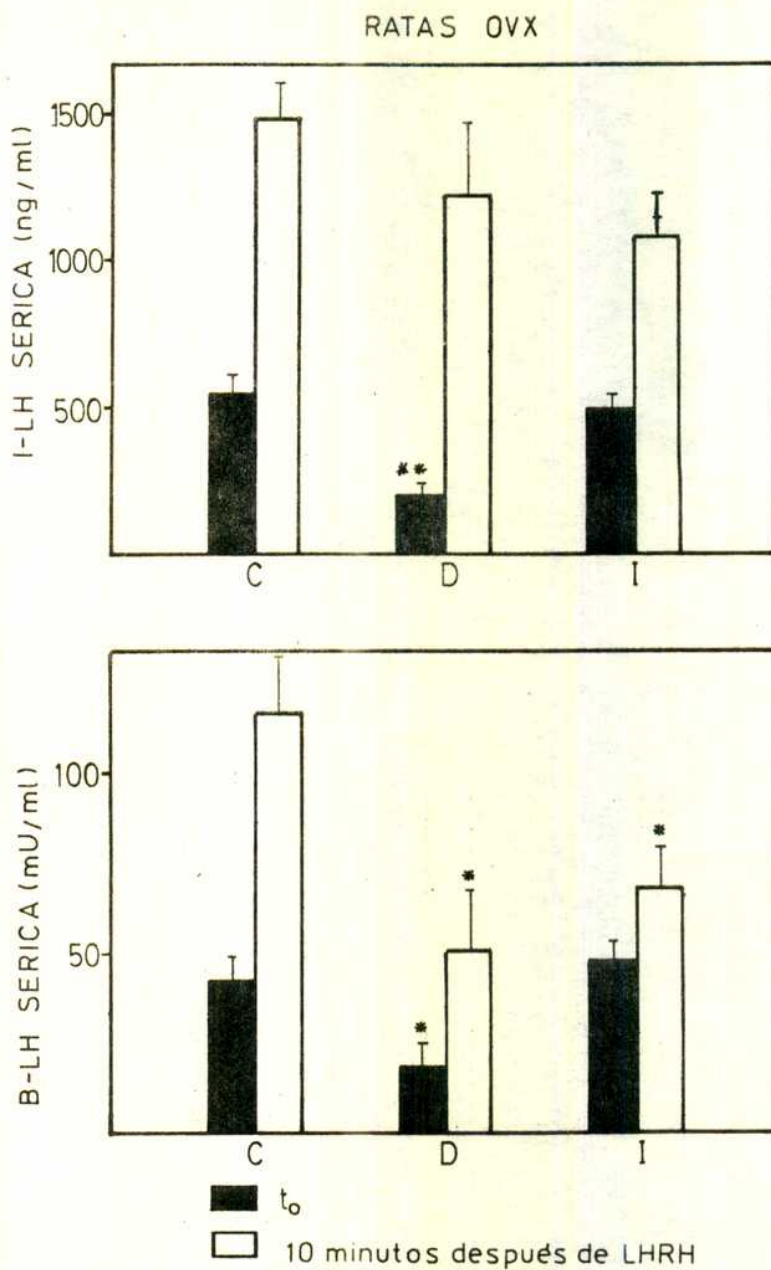 RATAS OVX
I-LH SERICA (ng/ml)
1500
1000
500
**
C D I
B-LH SERICA (mU/ml)
100
50
*
*
*
C D I
to
10 minutos después de LHRH